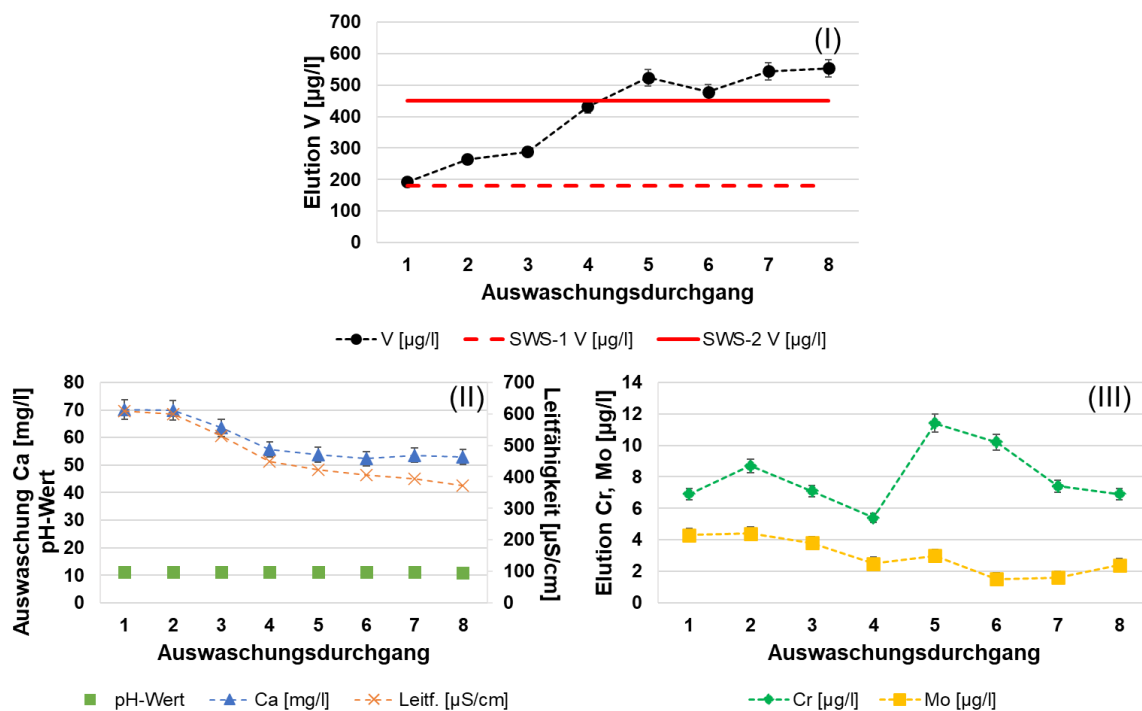 (I)
Elution V [µg/l]
700
600
500
400
300
200
100
0
1 2 3 4 5 6 7 8
Auswaschungsdurchgang
V [µg/l] SWS-1 V [µg/l] SWS-2 V [µg/l]
(II)
Auswaschung Ca [mg/l]
pH-Wert
80
70
60
50
40
30
20
10
0
700
600
500
400
300
200
100
0
Leitfähigkeit [µS/cm]
1 2 3 4 5 6 7 8
Auswaschungsdurchgang
pH-Wert Ca [mg/l] Leitf. [µS/cm]
(III)
Elution Cr, Mo [µg/l]
14
12
10
8
6
4
2
0
1 2 3 4 5 6 7 8
Auswaschungsdurchgang
Cr [µg/l] Mo [µg/l]